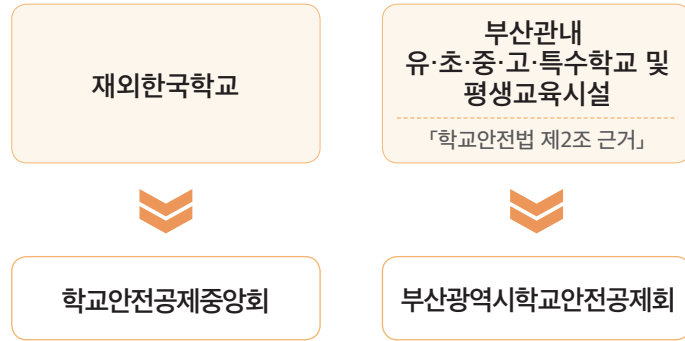 재외한국학교
부산관내
유·초·중·고·특수학교 및
평생교육시설
「학교안전법 제2조 근거」
학교안전공제중앙회
부산광역시학교안전공제회